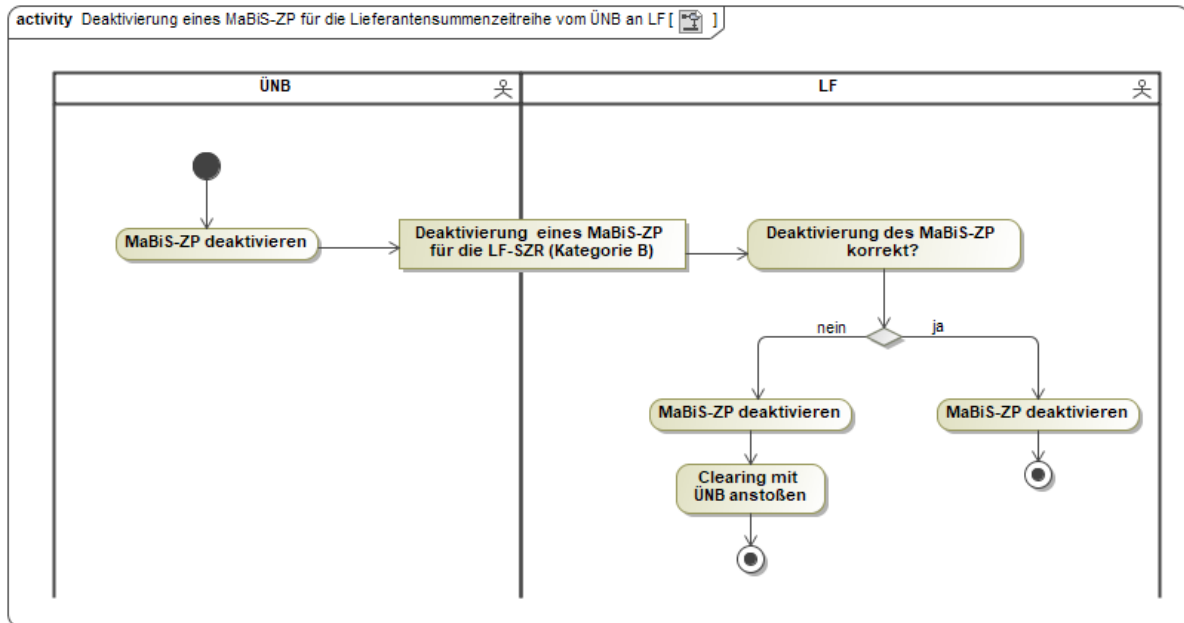 activity Deaktivierung eines MaBiS-ZP für die Lieferantensummenzeitreihe vom ÜNB an LF [ ]
ÜNB
LF
MaBiS-ZP deaktivieren
Deaktivierung eines MaBiS-ZP
für die LF-SZR (Kategorie B)
Deaktivierung des MaBiS-ZP
korrekt?
nein
ja
MaBiS-ZP deaktivieren
MaBiS-ZP deaktivieren
Clearing mit
ÜNB anstoßen